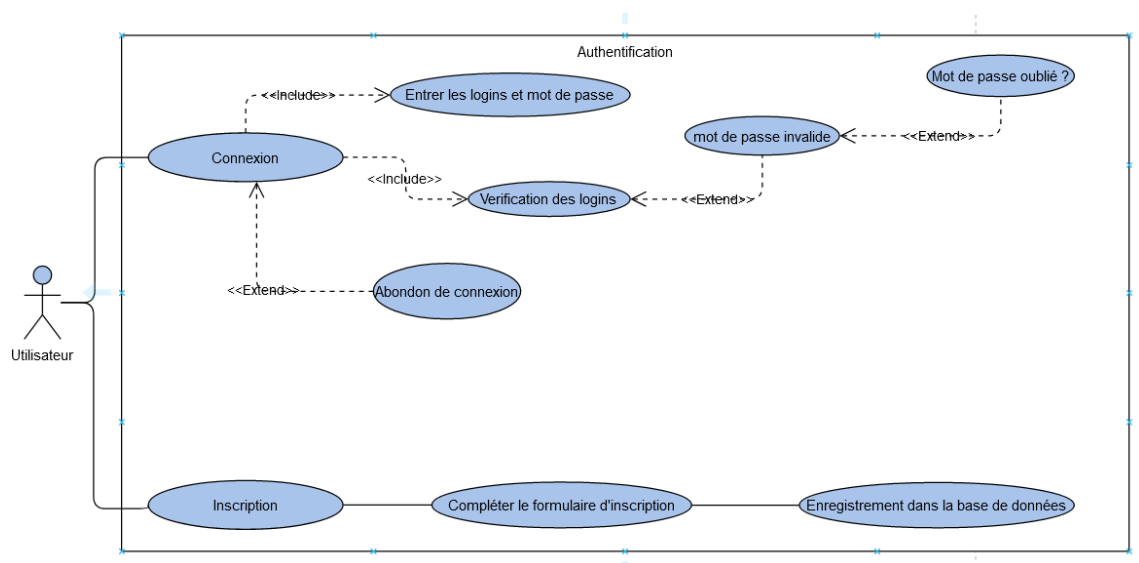 Authentification
Mot de passe oublié ?
<<Include>>
Entrer les logins et mot de passe
mot de passe invalide
<<Extend>>
Connexion
<<Include>>
Verification des logins
<<Extend>>
<<Extend>>
Abondon de connexion
Utilisateur
Inscription
Compléter le formulaire d'inscription
Enregistrement dans la base de données